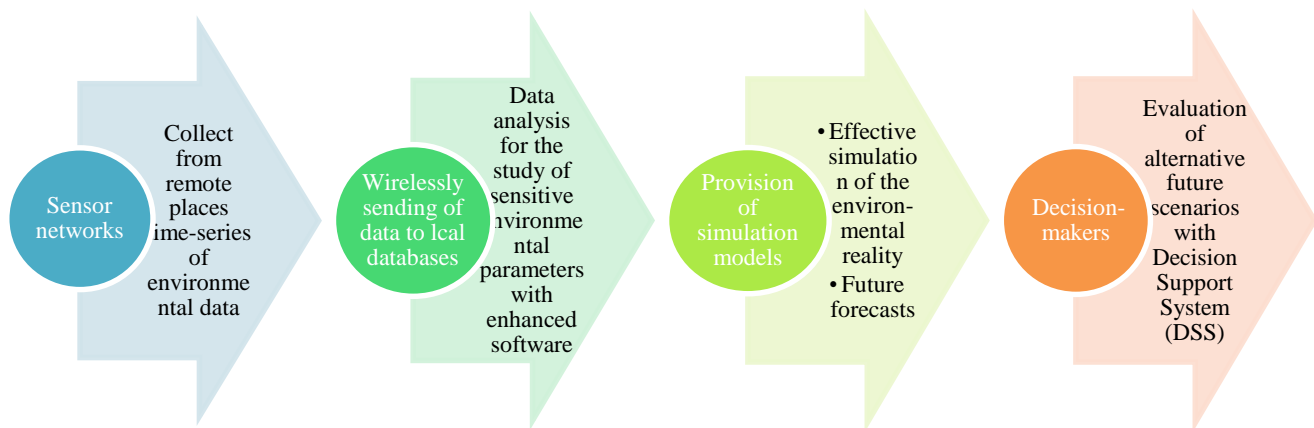 Sensor
networks
Collect
from
remote
places
ime-series
of
environme
ntal data
Wirelessly
sending of
data to lcal
databases
Data
analysis
for the
study of
sensitive
nvironme
ntal
parameters
with
enhanced
software
Provision
of
simulation
models
• Effective
simulatio
n of the
environ-
mental
reality
• Future
forecasts
Decision-
makers
Evaluation
of
alternative
future
scenarios
with
Decision
Support
System
(DSS)